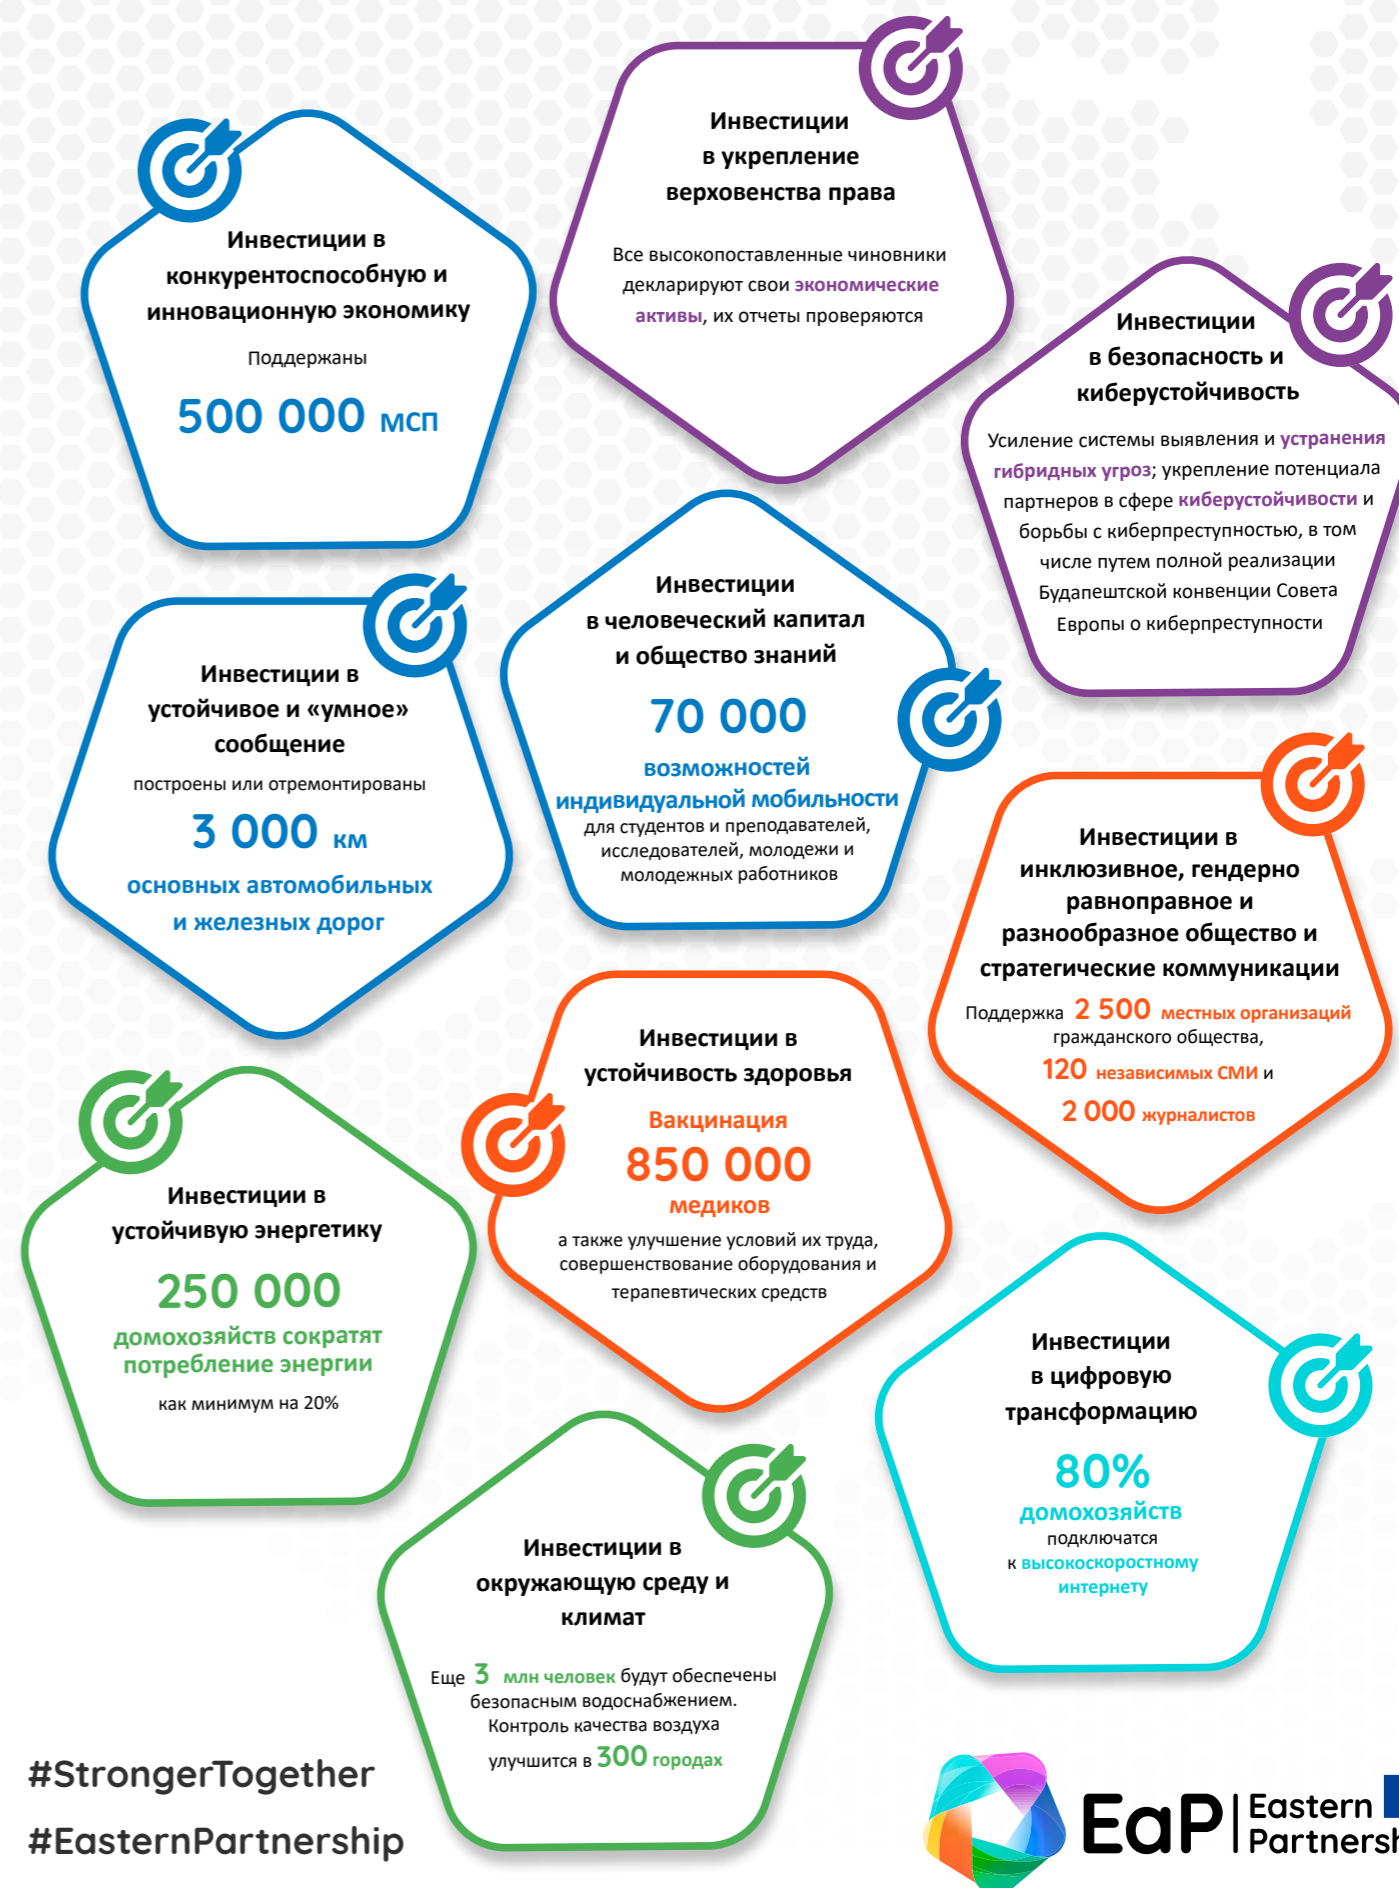 Инвестиции
в укрепление
верховенства права
Все высокопоставленные чиновники
декларируют свои экономические
активы, их отчеты проверяются
Инвестиции в
конкурентоспособную и
инновационную экономику
Поддержаны
500 000 мсп
Инвестиции
в безопасность и
киберустойчивость
Усиление системы выявления и устранения
гибридных угроз; укрепление потенциала
партнеров в сфере киберустойчивости и
борьбы с киберпреступностью, в том
числе путем полной реализации
Будапештской конвенции Совета
Европы о киберпреступности
Инвестиции
в человеческий капитал
и общество знаний
70 000
возможностей
индивидуальной мобильности
для студентов и преподавателей,
исследователей, молодежи и
молодежных работников
Инвестиции в
устойчивое и «умное»
сообщение
построены или отремонтированы
3 000 км
основных автомобильных
и железных дорог
Инвестиции в
инклюзивное, гендерно
равноправное и
разнообразное общество и
стратегические коммуникации
Поддержка 2 500 местных организаций
гражданского общества,
120 независимых СМИ и
2 000 журналистов
Инвестиции в
устойчивость здоровья
Вакцинация
850 000
медиков
а также улучшение условий их труда,
совершенствование оборудования и
терапевтических средств
Инвестиции в
устойчивую энергетику
250 000
домохозяйств сократят
потребление энергии
как минимум на 20%
Инвестиции
в цифровую
трансформацию
80%
домохозяйств
подключатся
к высокоскоростному
интернету
Инвестиции в
окружающую среду и
климат
Еще 3 млн человек будут обеспечены
безопасным водоснабжением.
Контроль качества воздуха
улучшится в 300 городах
#StrongerTogether
#EasternPartnership
EaP
Eastern